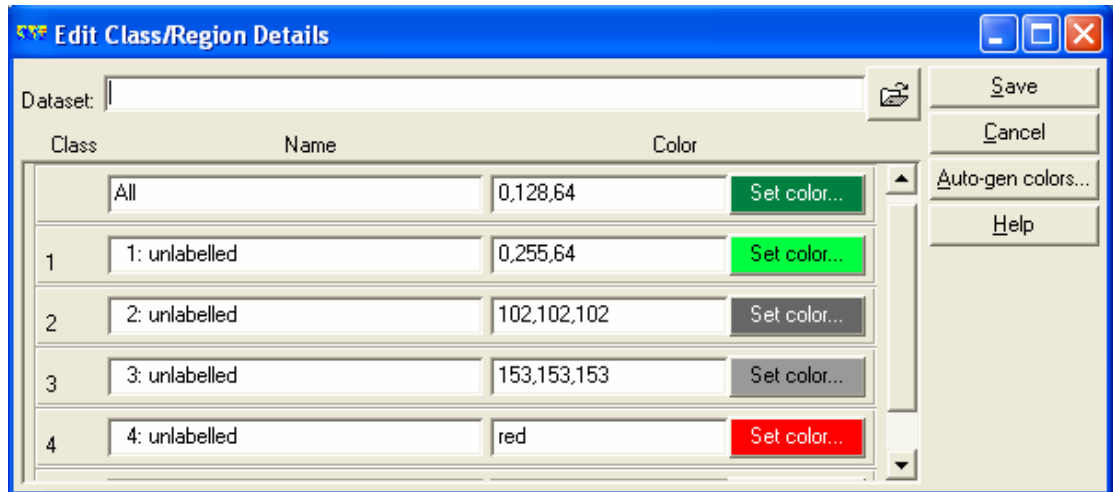 Edit Class/Region Details
Dataset:
Save
Class Name Color
Cancel
All 0,128,64 Set color...
Auto-gen colors...
Help
1 1: unlabelled 0,255,64 Set color...
2 2: unlabelled 102,102,102 Set color...
3 3: unlabelled 153,153,153 Set color...
4 4: unlabelled red Set color...